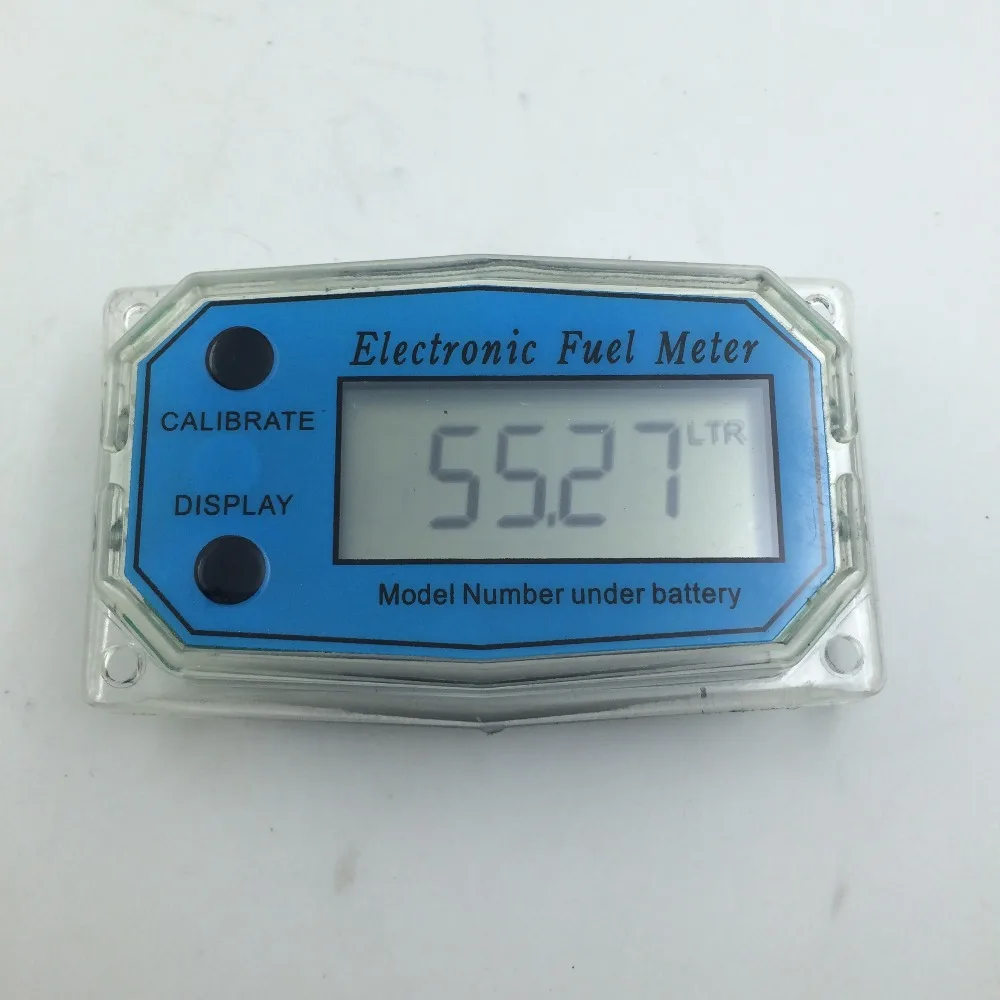 Electronic Fuel Meter
CALIBRATE
55.27 LTR
DISPLAY
Model Number under battery